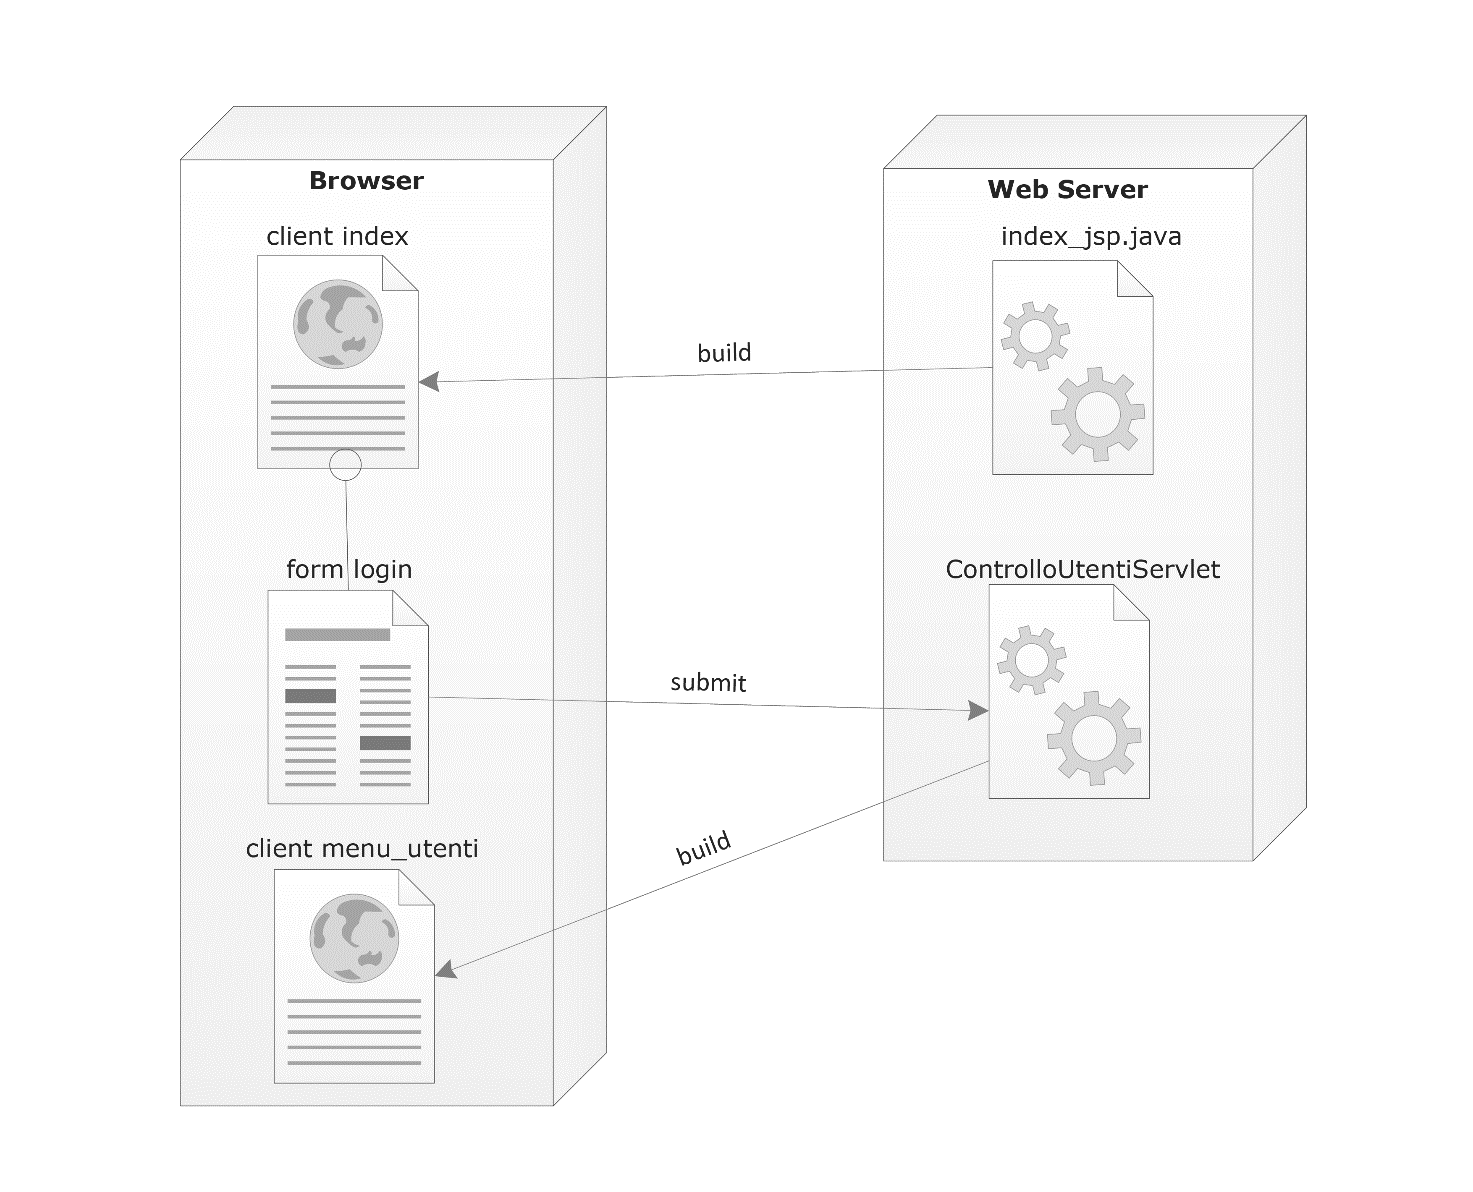 Browser
Web Server
client index
index_jsp.java
build
form login
ControlloUtentiServlet
submit
build
client menu_utenti